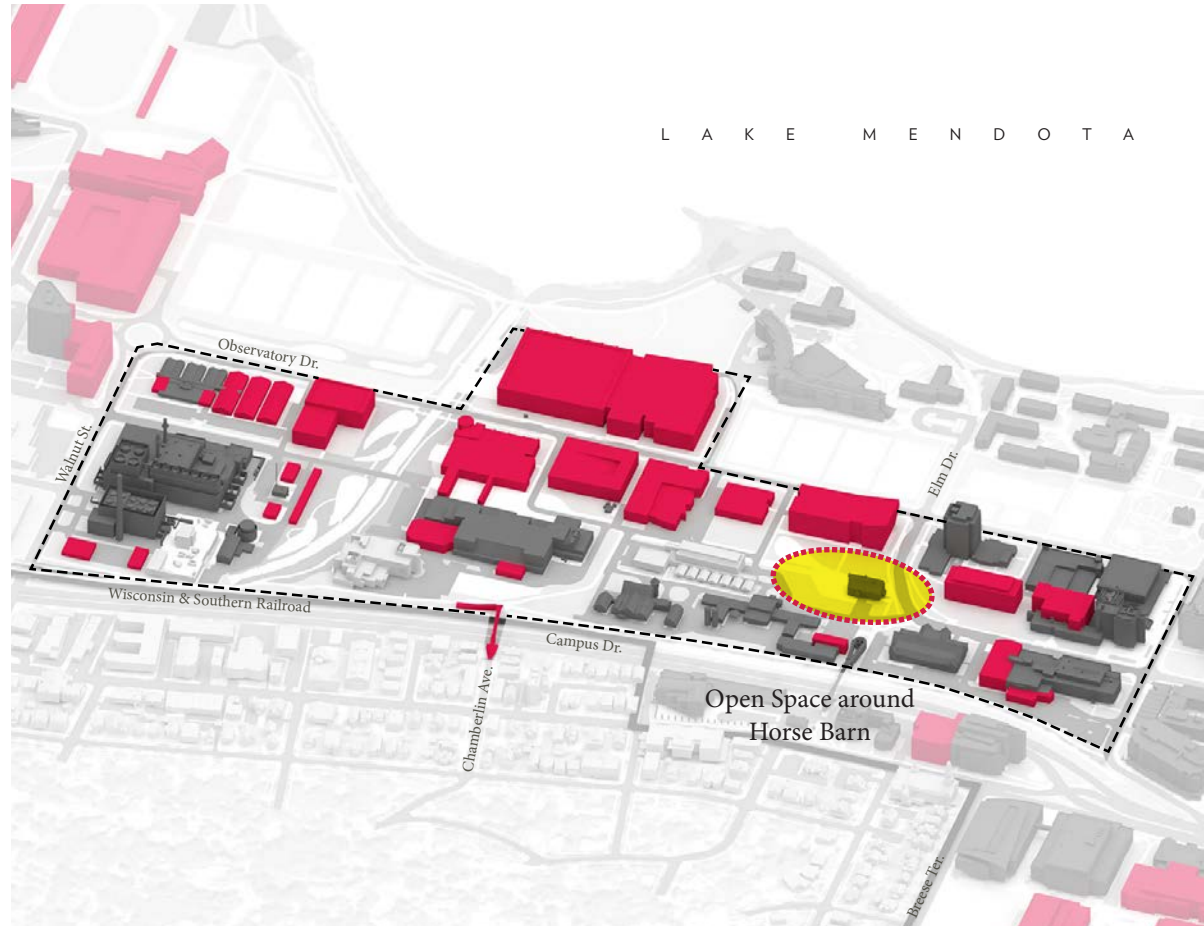 L A K E M E N D O T A
Observatory Dr.
Walnut St.
Elm Dr.
Wisconsin & Southern Railroad
Campus Dr.
Chamberlin Ave.
Open Space around
Horse Barn
Breese Ter.